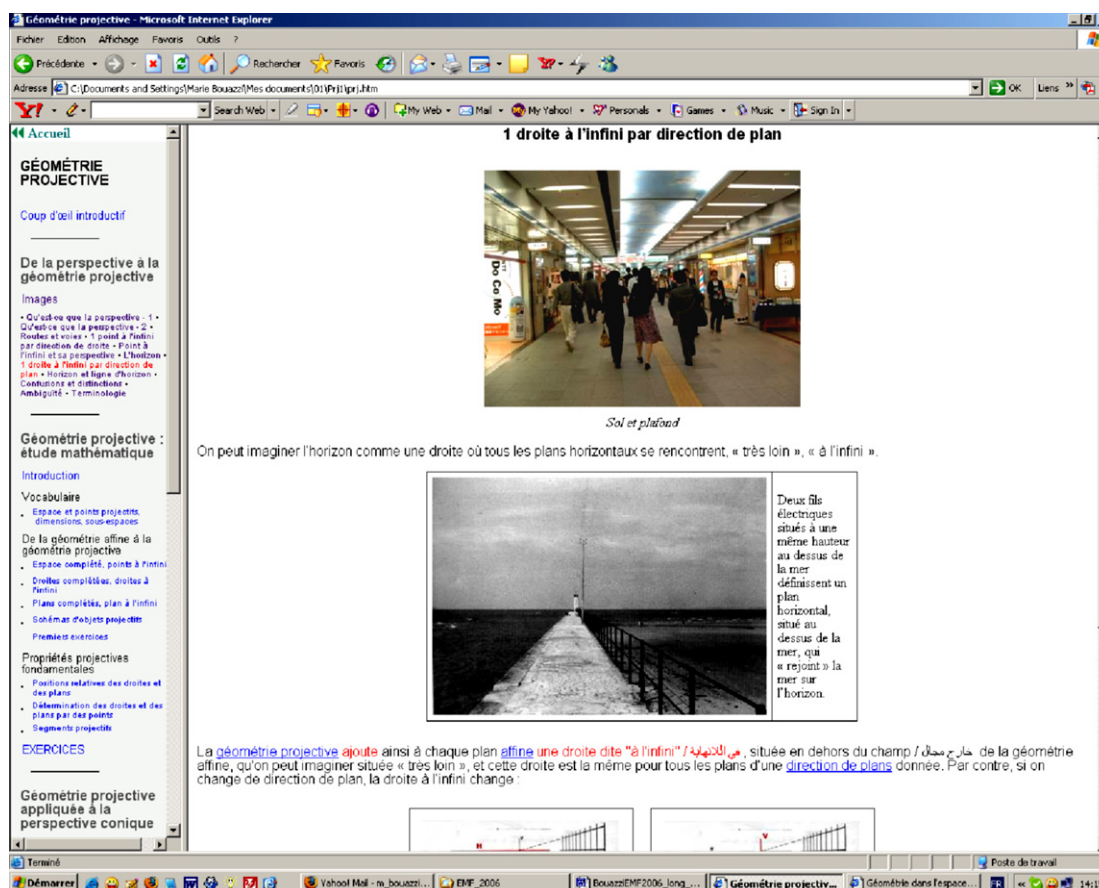 Géométrie projective - Microsoft Internet Explorer
Fichier Edition Affichage Favoris Outils ?
Précédente Rechercher Favoris
Adresse C:\Documents and Settings\Marie Bouazzi\Mes documents\01\Prj1\prj.htm OK Liens »
Y! Search Web My Web Mail My Yahoo! Personals Games Music Sign In
Accueil
GÉOMÉTRIE
PROJECTIVE
Coup d'œil introductif
De la perspective à la
géométrie projective
Images
• Qu'est-ce que la perspective - 1 •
Qu'est-ce que la perspective - 2 •
Routes et voies • 1 point à l'infini
par direction de droite • Point à
l'infini et sa perspective • L'horizon •
1 droite à l'infini par direction de
plan • Horizon et ligne d'horizon •
Confusions et distinctions •
Ambiguïté • Terminologie
Géométrie projective :
étude mathématique
Introduction
Vocabulaire
Espace et points projectifs,
dimensions, sous-espaces
De la géométrie affine à la
géométrie projective
Espace complété, points à l'infini
Droites complétées, droites à
l'infini
Plans complétés, plan à l'infini
Schémas d'objets projectifs
Premiers exercices
Propriétés projectives
fondamentales
Positions relatives des droites et
des plans
Détermination des droites et des
plans par des points
Segments projectifs
EXERCICES
Géométrie projective
appliquée à la
perspective conique
1 droite à l'infini par direction de plan
Do Co Mo
Sol et plafond
On peut imaginer l'horizon comme une droite où tous les plans horizontaux se rencontrent, « très loin », « à l'infini ».
Deux fils
électriques
situés à une
même hauteur
au dessus de
la mer
définissent un
plan
horizontal,
situé au
dessus de la
mer, qui
« rejoint » la
mer sur
l'horizon.
La géométrie projective ajoute ainsi à chaque plan affine une droite dite "à l'infini" / في اللانهاية , située en dehors du champ / خارج مجال de la géométrie
affine, qu'on peut imaginer située « très loin », et cette droite est la même pour tous les plans d'une direction de plans donnée. Par contre, si on
change de direction de plan, la droite à l'infini change :
H
V
Terminé Poste de travail
Démarrer Yahoo! Mail - m_bouazzi... EMF_2006 BouazziEMF2006_long_... Géométrie projectiv... Géométrie dans l'espace... FR «